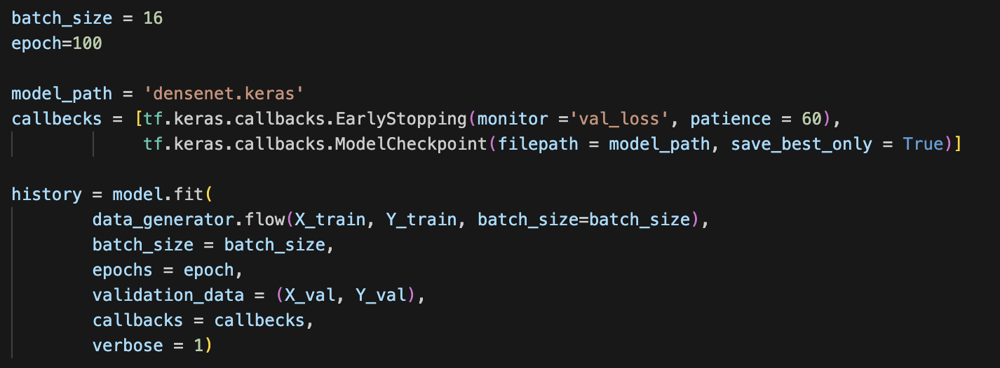 batch_size = 16
epoch=100
model_path = 'densenet.keras'
callbecks = [tf.keras.callbacks.EarlyStopping(monitor ='val_loss', patience = 60),
tf.keras.callbacks.ModelCheckpoint(filepath = model_path, save_best_only = True)]
history = model.fit(
data_generator.flow(X_train, Y_train, batch_size=batch_size),
batch_size = batch_size,
epochs = epoch,
validation_data = (X_val, Y_val),
callbacks = callbecks,
verbose = 1)